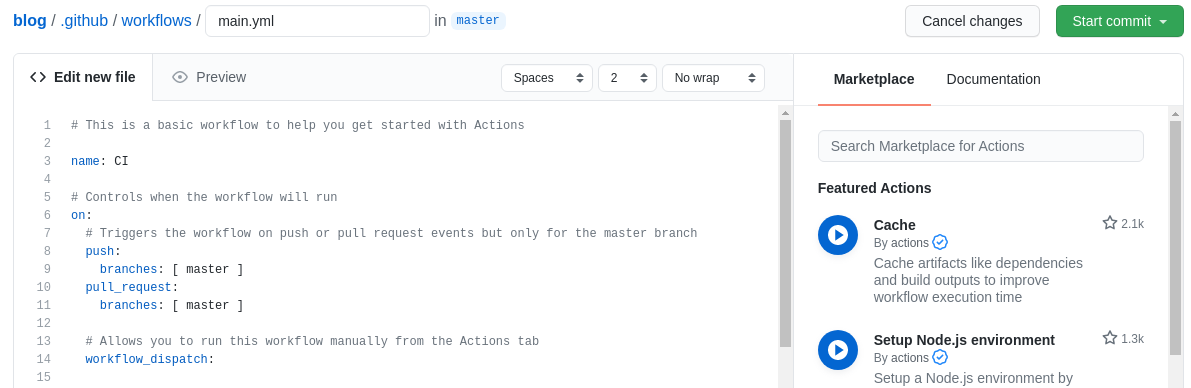 blog / .github / workflows / main.yml in master Cancel changes Start commit
Edit new file Preview Spaces 2 No wrap
1 # This is a basic workflow to help you get started with Actions
2
3 name: CI
4
5 # Controls when the workflow will run
6 on:
7 # Triggers the workflow on push or pull request events but only for the master branch
8 push:
9 branches: [ master ]
10 pull_request:
11 branches: [ master ]
12
13 # Allows you to run this workflow manually from the Actions tab
14 workflow_dispatch:
15
Marketplace Documentation
Search Marketplace for Actions
Featured Actions
Cache 2.1k
By actions
Cache artifacts like dependencies
and build outputs to improve
workflow execution time
Setup Node.js environment 1.3k
By actions
Setup a Node.js environment by